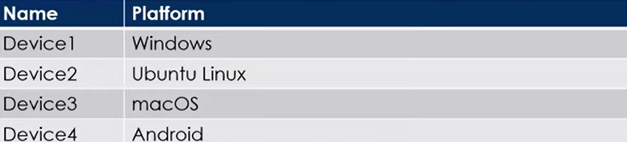 Name Platform
Device1 Windows
Device2 Ubuntu Linux
Device3 macOS
Device4 Android